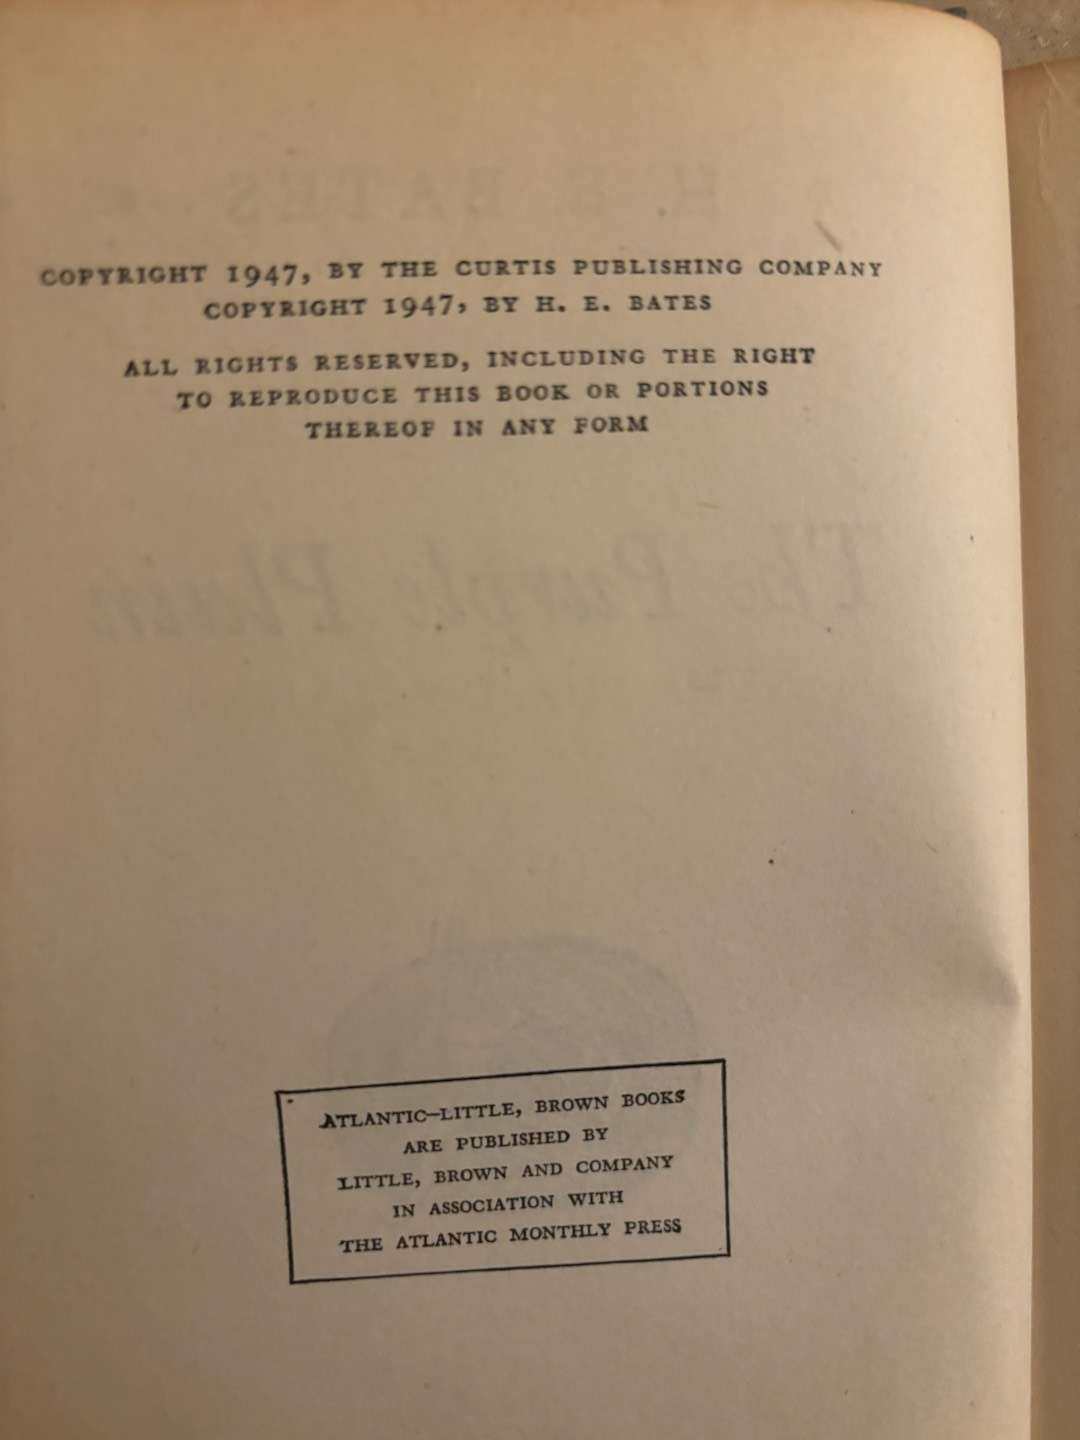 COPYRIGHT 1947, BY THE CURTIS PUBLISHING COMPANY
COPYRIGHT 1947, BY H. E. BATES
ALL RIGHTS RESERVED, INCLUDING THE RIGHT
TO REPRODUCE THIS BOOK OR PORTIONS
THEREOF IN ANY FORM
ATLANTIC–LITTLE, BROWN BOOKS
ARE PUBLISHED BY
LITTLE, BROWN AND COMPANY
IN ASSOCIATION WITH
THE ATLANTIC MONTHLY PRESS